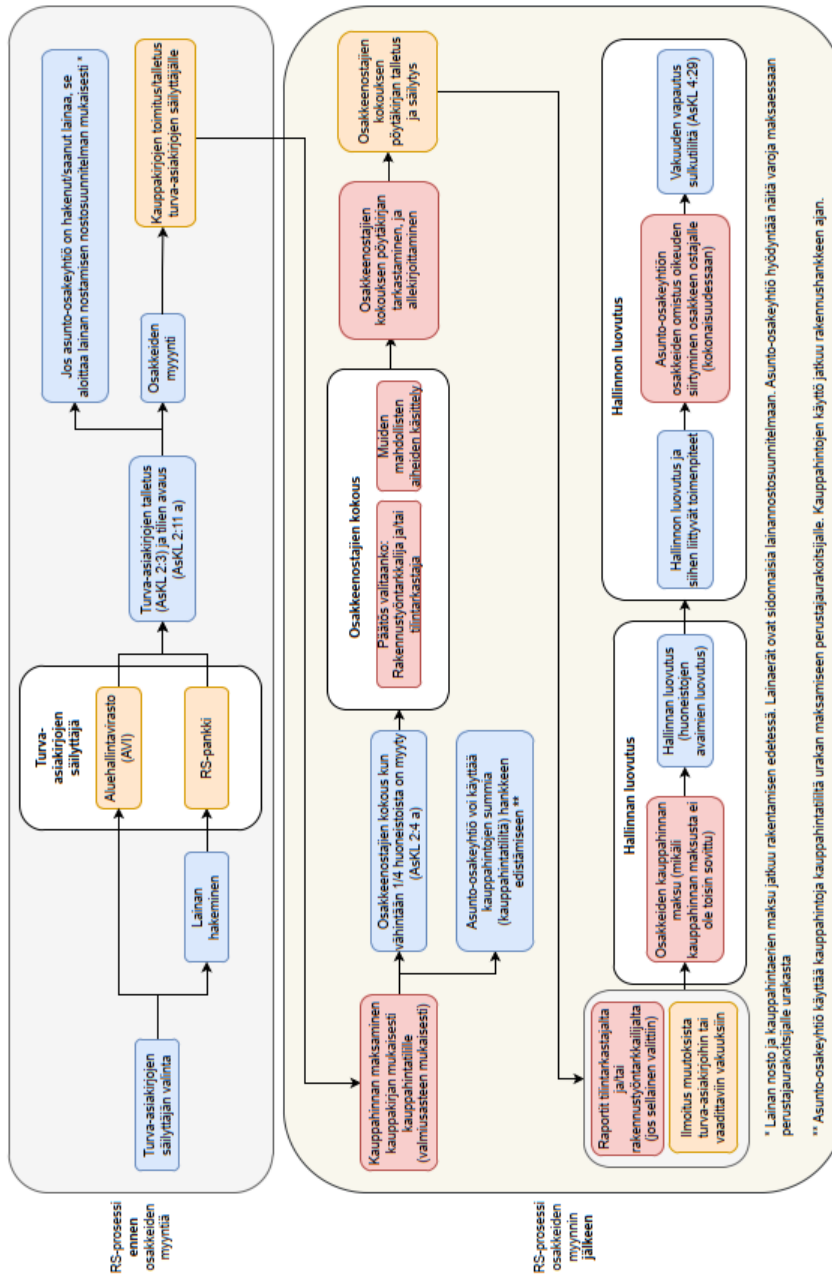 RS-prosessi
ennen
osakkeiden
myyntiä
Turva-asiakirjojen
säilyttäjän valinta
Lainan
hakeminen
Turva-
asiakirjojen
säilyttäjä
Aluehallintavirasto
(AVI)
RS-pankki
Turva-asiakirjojen talletus
(AsKL 2:3) ja tilien avaus
(AsKL 2:11 a)
Jos asunto-osakeyhtiö on hakenut/saanut lainaa, se
aloittaa lainan nostamisen nostosuunnitelman mukaisesti *
Osakkeiden
myyynti
Kauppakirjojen toimitus/talletus
turva-asiakirjojen säilyttäjälle
RS-prosessi
osakkeiden
myynnin
jälkeen
Kauppahinnan maksaminen
kauppakirjan mukaisesti
kauppahintatilille
(valmiusasteen mukaisesti)
Osakkeenostajien kokous kun
vähintään 1/4 huoneistoista on myyty
(AsKL 2:4 a)
Asunto-osakeyhtiö voi käyttää
kauppahintojen summia
(kauppahintatililtä) hankkeen
edistämiseen **
Osakkeenostajien kokous
Päätös valitaanko:
Rakennustyöntarkkalija ja/tai
tilintarkastaja
Muiden
mahdollisten
aiheiden käsittely
Osakkeenostajien
kokouksen pöytäkirjan
tarkastaminen, ja
allekirjoittaminen
Osakkeenostajien
kokouksen
pöytäkirjan talletus
ja säilytys
Raportit tilintarkastajalta
ja/tai
rakennustyöntarkkailijalta
(jos sellainen valittiin)
Ilmoitus muutoksista
turva-asiakirjoihin tai
vaadittaviin vakuuksiin
Hallinnan luovutus
Osakkeiden kauppahinnan
maksu (mikäli
kauppahinnan maksusta ei
ole toisin sovittu)
Hallinnan luovutus
(huoneistojen
avaimien luovutus)
Hallinnon luovutus
Hallinnon luovutus ja
siihen liittyvät toimenpiteet
Asunto-osakeyhtiön
osakkeiden omistus oikeuden
siirtyminen osakkeen ostajalle
(kokonaisuudessaan)
Vakuuden vapautus
sulkutililtä (AsKL 4:29)
* Lainan nosto ja kauppahintaerien maksu jatkuu rakentamisen edetessä. Lainaerät ovat sidonnaisia lainannostosuunnitelmaan. Asunto-osakeyhtiö hyödyntää näitä varoja maksaessaan
perustajaurakoitsijalle urakasta
** Asunto-osakeyhtiö käyttää kauppahintoja kauppahintatililtä urakan maksamiseen perustajaurakoitsijalle. Kauppahintojen käyttö jatkuu rakennushankkeen ajan.